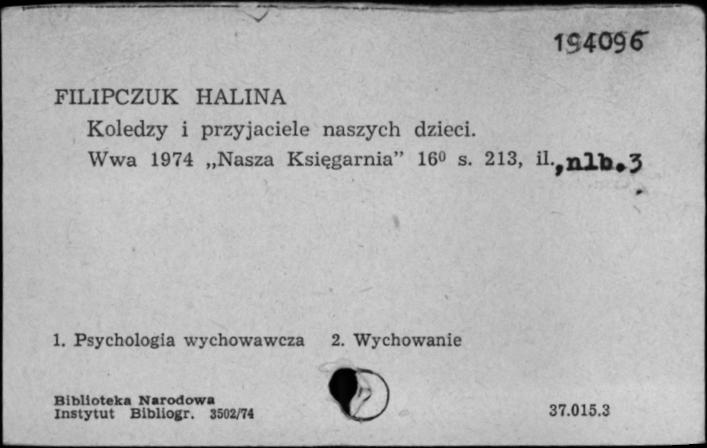 194096
FILIPCZUK HALINA
Koledzy i przyjaciele naszych dzieci.
Wwa 1974 „Nasza Księgarnia” 16⁰ s. 213, il., nlb. 3
1. Psychologia wychowawcza 2. Wychowanie
Biblioteka Narodowa
Instytut Bibliogr. 3502/74
37.015.3